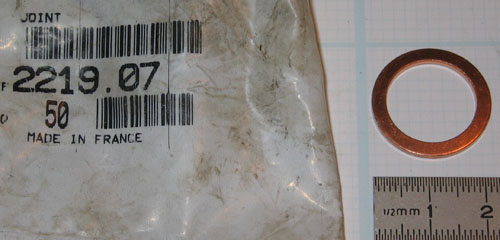 JOINT
F 2219.07
50
MADE IN FRANCE
1/2mm 1 2